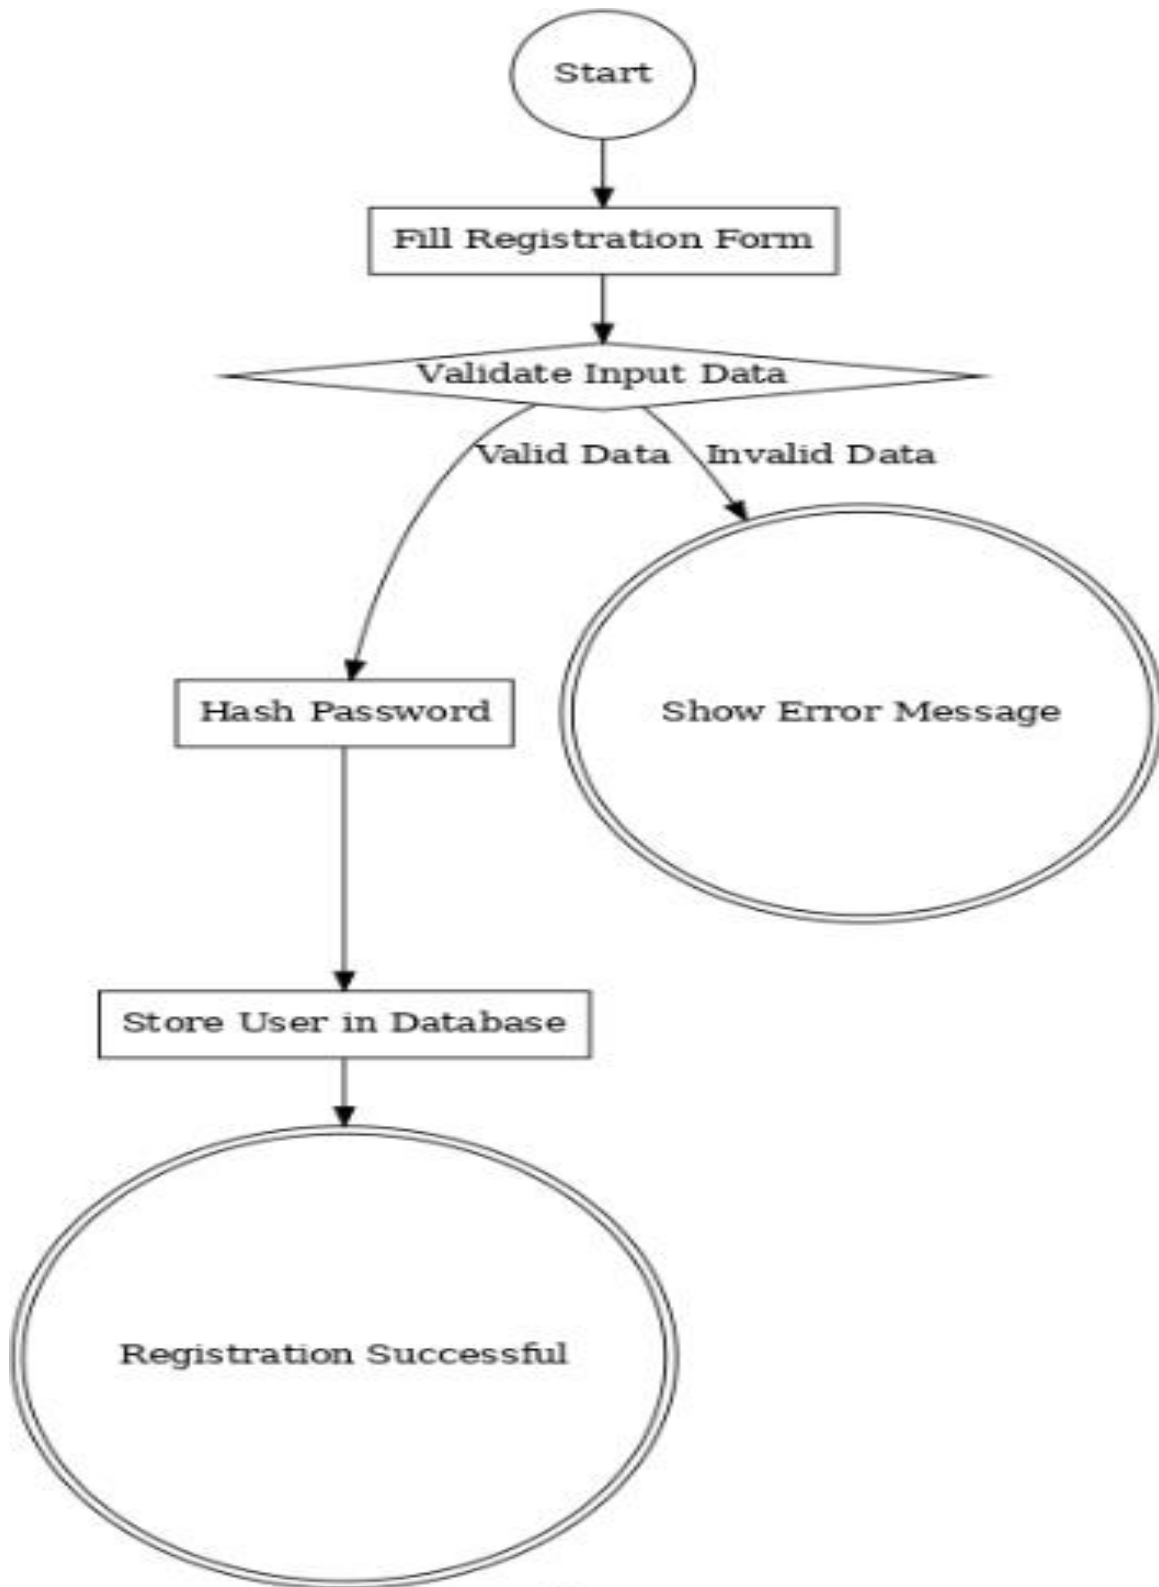 Start
Fill Registration Form
Validate Input Data
Valid Data
Invalid Data
Hash Password
Show Error Message
Store User in Database
Registration Successful